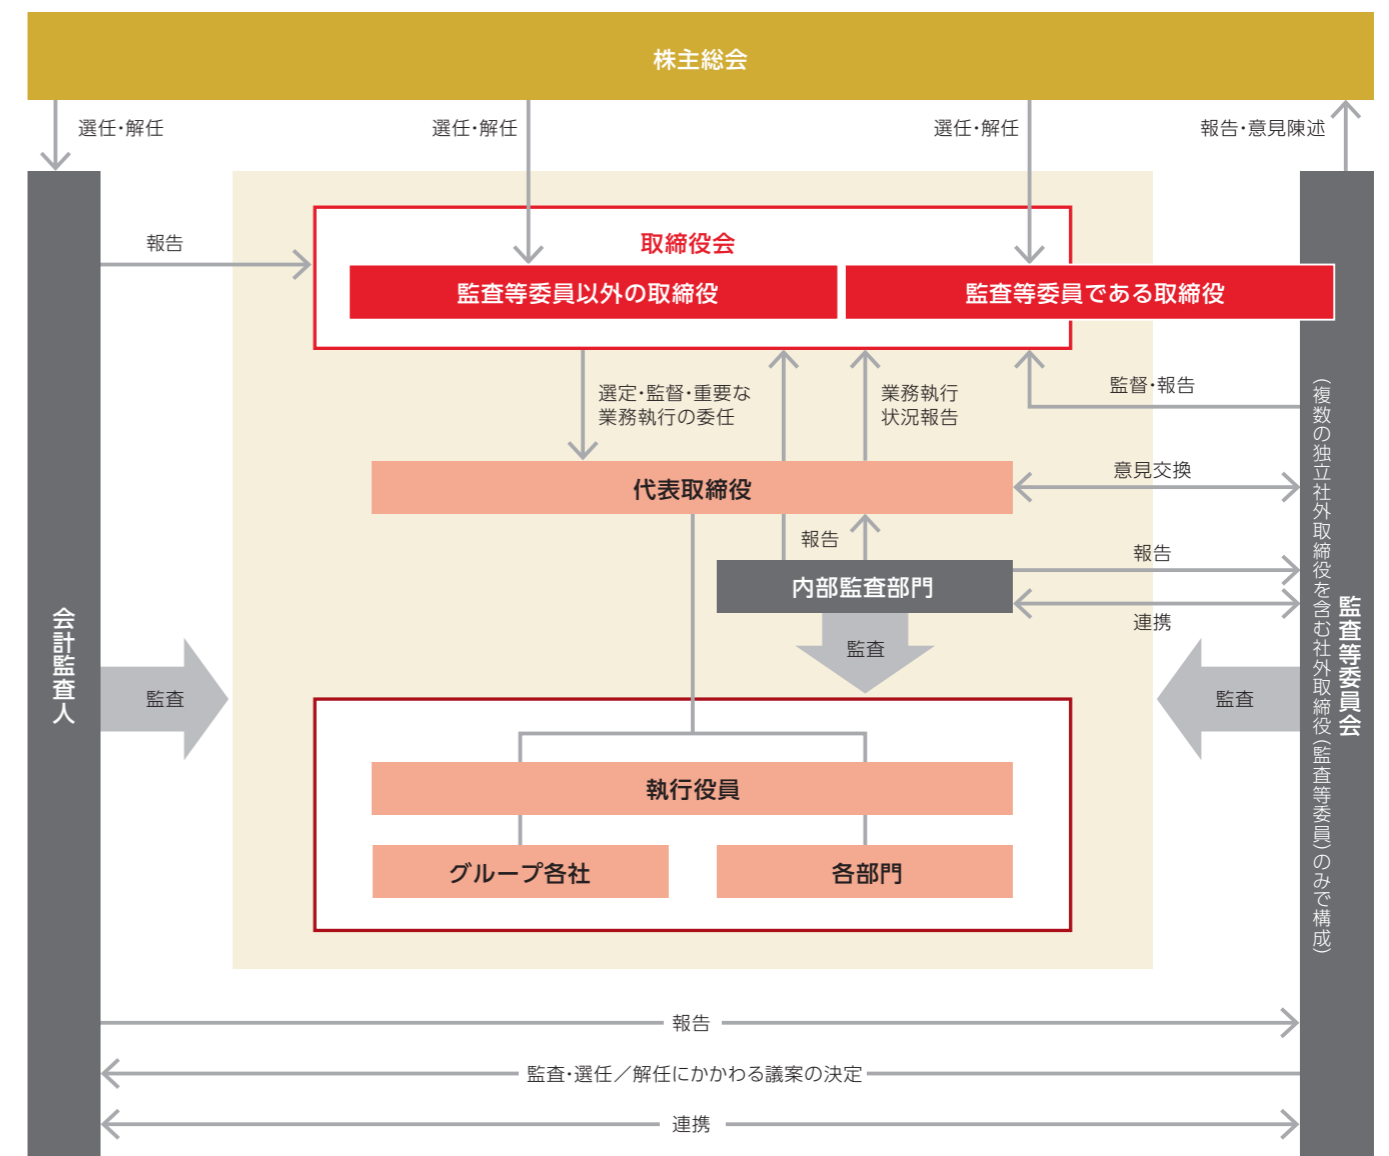 株主総会
選任・解任
選任・解任
選任・解任
報告・意見陳述
報告
取締役会
監査等委員以外の取締役
監査等委員である取締役
選定・監督・重要な
業務執行の委任
業務執行
状況報告
監督・報告
代表取締役
意見交換
報告
報告
内部監査部門
連携
監査
会計監査人
監査
監査
監査等委員会
（複数の独立社外取締役を含む社外取締役（監査等委員）のみで構成）
執行役員
グループ各社
各部門
報告
監査・選任／解任にかかわる議案の決定
連携